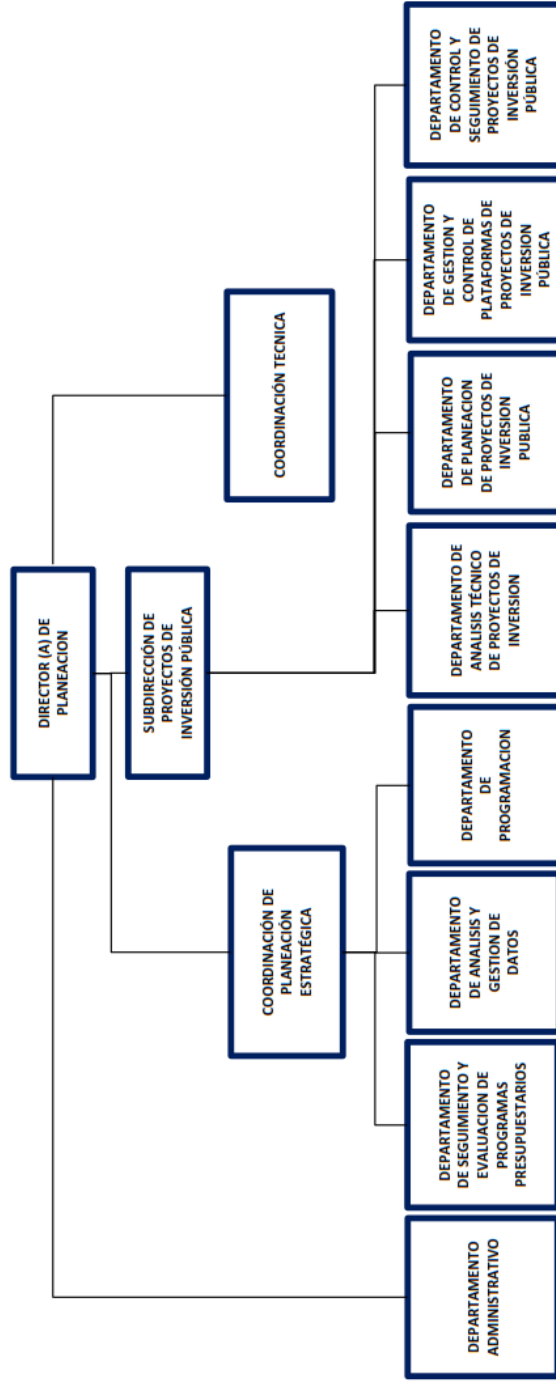 DIRECTOR (A) DE
PLANEACION
SUBDIRECCIÓN DE
PROYECTOS DE
INVERSIÓN PÚBLICA
COORDINACIÓN DE
PLANEACIÓN
ESTRATÉGICA
COORDINACIÓN TECNICA
DEPARTAMENTO
ADMINISTRATIVO
DEPARTAMENTO
DE SEGUIMIENTO Y
EVALUACION DE
PROGRAMAS
PRESUPUESTARIOS
DEPARTAMENTO
DE ANALISIS Y
GESTION DE
DATOS
DEPARTAMENTO
DE
PROGRAMACION
DEPARTAMENTO DE
ANALISIS TÉCNICO
DE PROYECTOS DE
INVERSION
DEPARTAMENTO
DE PLANEACION
DE PROYECTOS DE
INVERSION
PUBLICA
DEPARTAMENTO
DE GESTION Y
CONTROL DE
PLATAFORMAS DE
PROYECTOS DE
INVERSION
PÚBLICA
DEPARTAMENTO
DE CONTROL Y
SEGUIMIENTO DE
PROYECTOS DE
INVERSIÓN
PÚBLICA